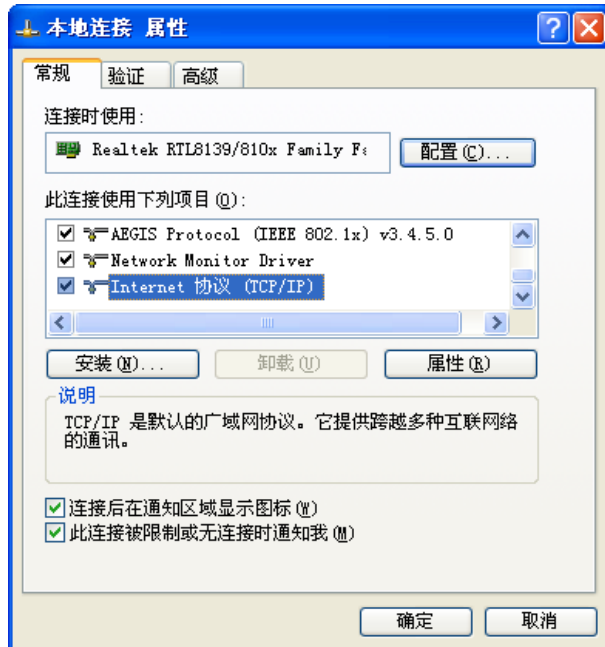 本地连接 属性
常规 验证 高级
连接时使用:
Realtek RTL8139/810x Family Fa
配置(C)...
此连接使用下列项目(O):
AEGIS Protocol (IEEE 802.1x) v3.4.5.0
Network Monitor Driver
Internet 协议 (TCP/IP)
安装(N)... 卸载(U) 属性(R)
说明
TCP/IP 是默认的广域网协议。它提供跨越多种互联网络
的通讯。
连接后在通知区域显示图标(W)
此连接被限制或无连接时通知我(M)
确定 取消